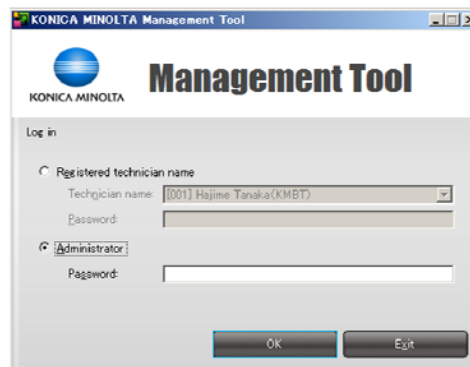 KONICA MINOLTA Management Tool
Management Tool
KONICA MINOLTA
Log in
Registered technician name
Technician name: [001] Hajime Tanaka(KMBT)
Password:
Administrator
Password:
OK Exit